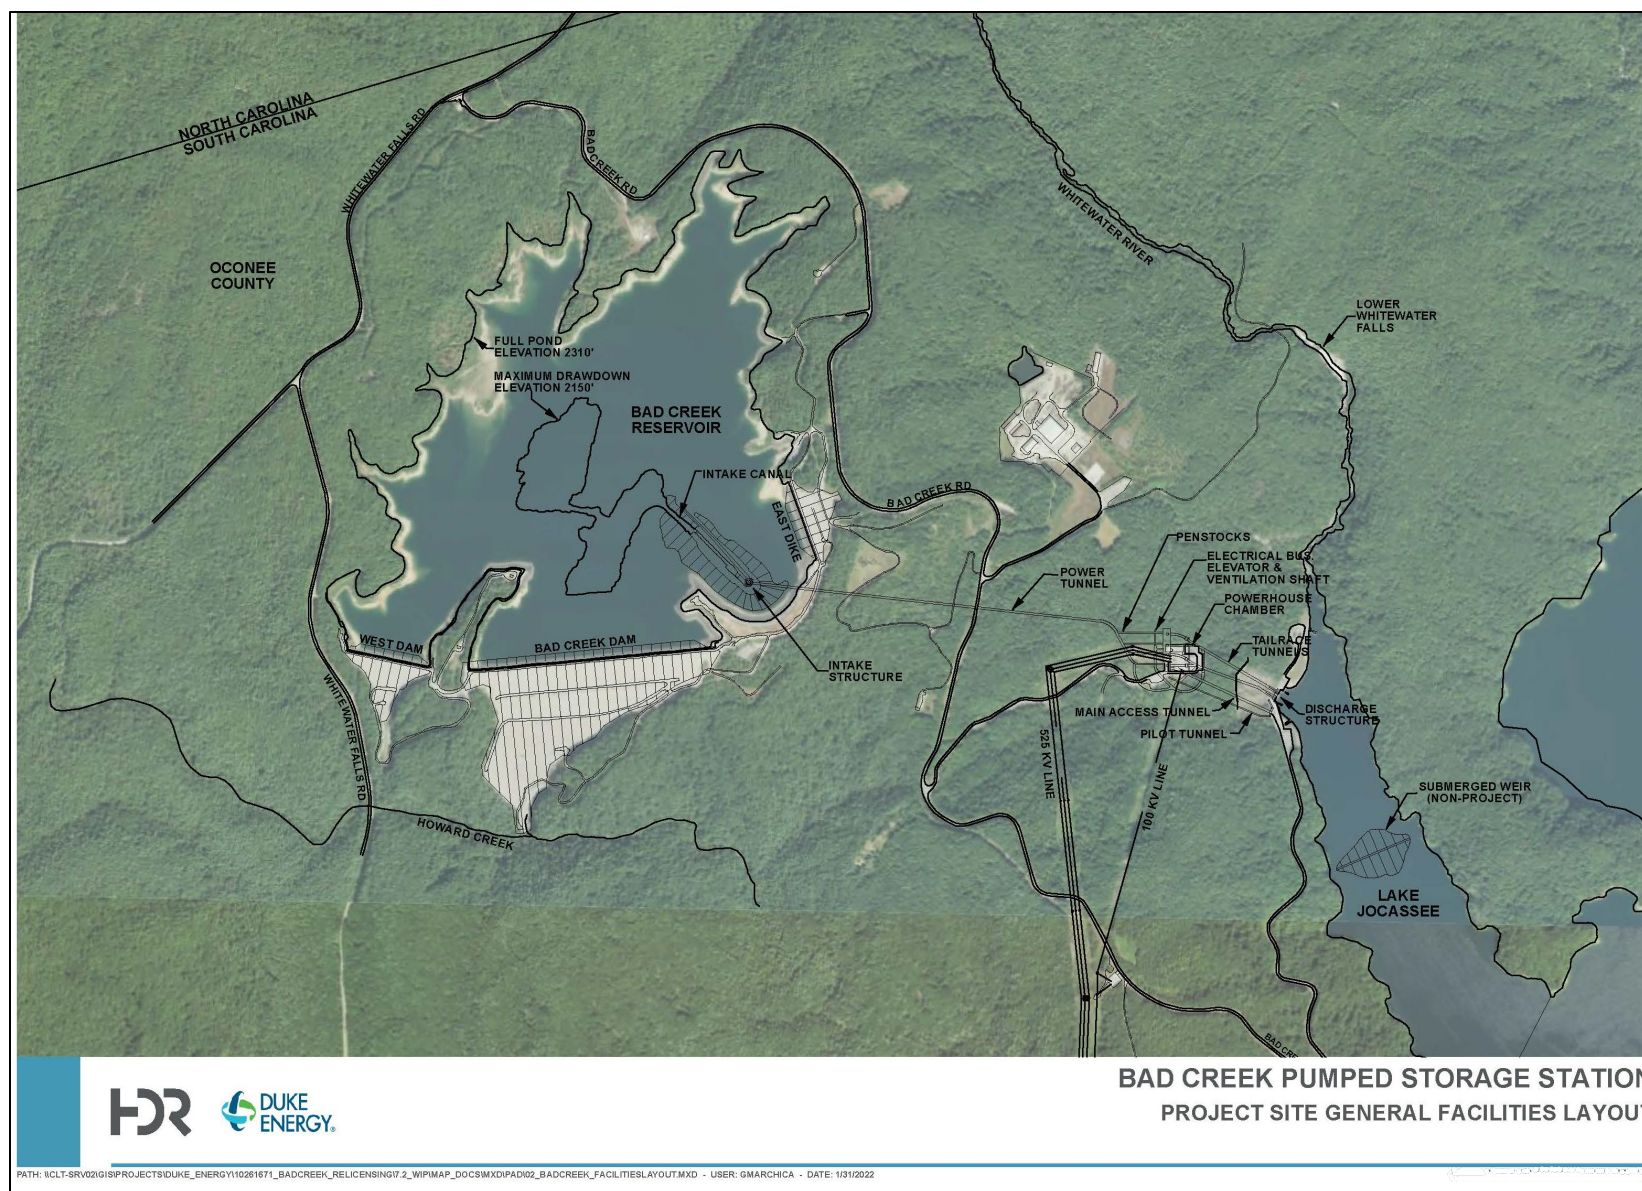 NORTH CAROLINA
SOUTH CAROLINA
WHITEWATER FALLS RD
BADCREEK RD
WHITEWATER RIVER
OCONEE
COUNTY
LOWER
WHITEWATER
FALLS
FULL POND
ELEVATION 2310'
MAXIMUM DRAWDOWN
ELEVATION 2150'
BAD CREEK
RESERVOIR
INTAKE CANAL
EAST DIKE
BAD CREEK RD
PENSTOCKS
ELECTRICAL BUS,
ELEVATOR &
VENTILATION SHAFT
POWER
TUNNEL
POWERHOUSE
CHAMBER
WEST DAM
BAD CREEK DAM
TAILRACE
TUNNELS
INTAKE
STRUCTURE
WHITEWATER FALLS RD
MAIN ACCESS TUNNEL
DISCHARGE
STRUCTURE
PILOT TUNNEL
525 KV LINE
100 KV LINE
SUBMERGED WEIR
(NON-PROJECT)
HOWARD CREEK
LAKE
JOCASSEE
BAD CRE
BAD CREEK PUMPED STORAGE STATION
PROJECT SITE GENERAL FACILITIES LAYOUT
HDR
DUKE
ENERGY®
PATH: \\CLT-SRV02\GIS\PROJECTS\DUKE_ENERGY\10261671_BADCREEK_RELICENSING\7.2_WIP\MAP_DOCS\MXD\PAD\02_BADCREEK_FACILITIESLAYOUT.MXD - USER: GMARCHICA - DATE: 1/31/2022